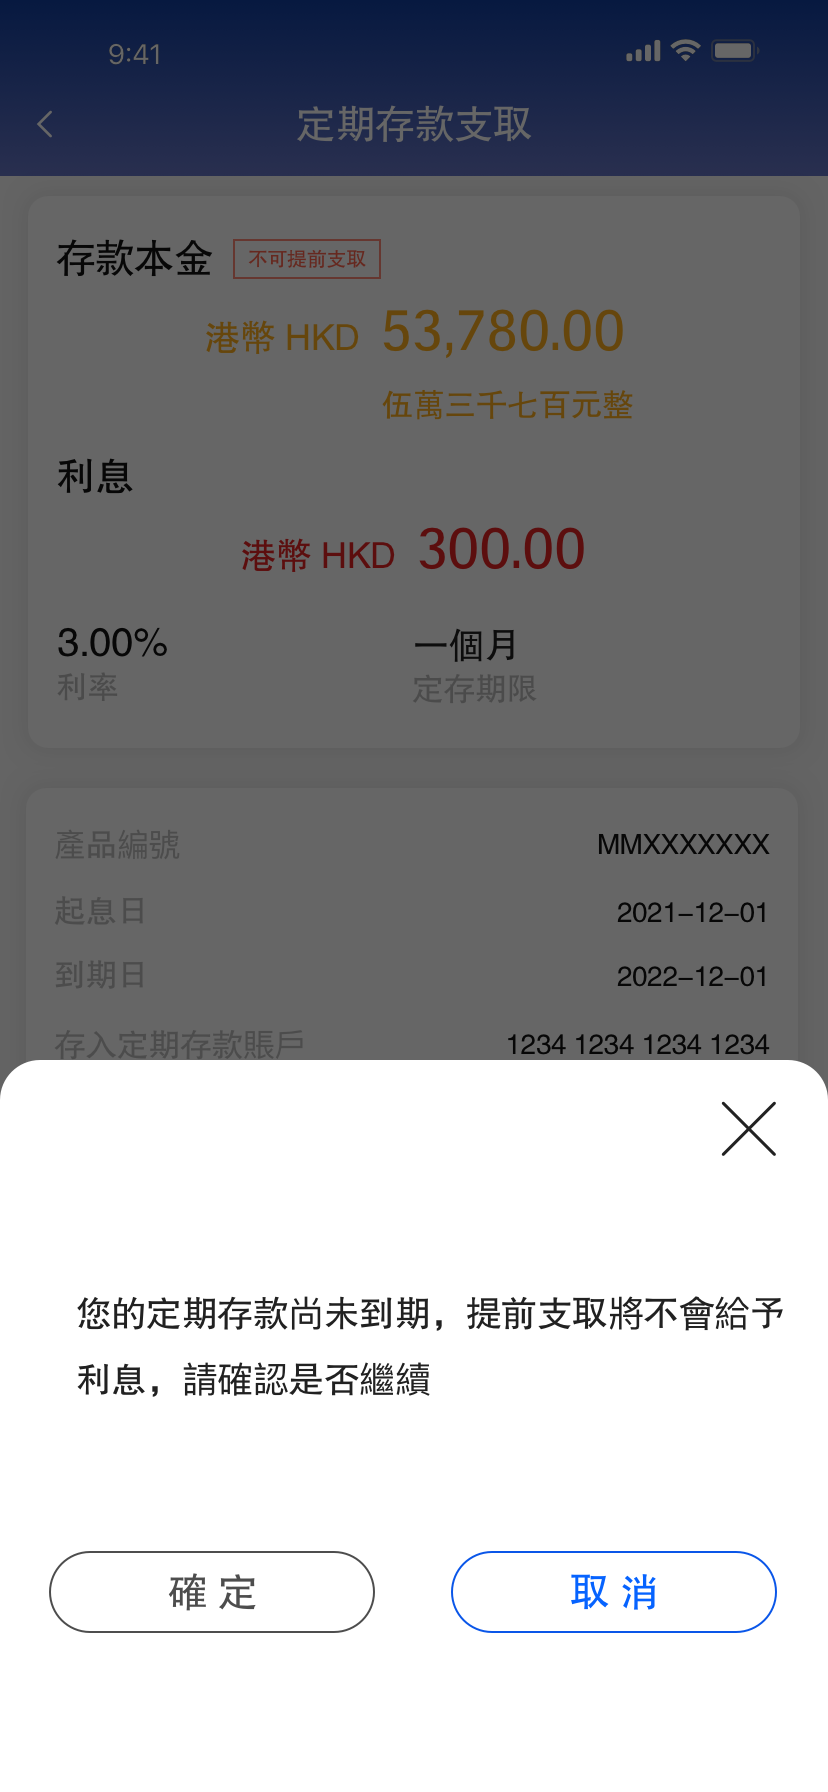 9:41
定期存款支取
存款本金 不可提前支取
港幣 HKD 53,780.00
伍萬三千七百元整
利息
港幣 HKD 300.00
3.00% 一個月
利率 定存期限
產品編號 MMXXXXXXX
起息日 2021-12-01
到期日 2022-12-01
存入定期存款賬戶 1234 1234 1234 1234
您的定期存款尚未到期，提前支取將不會給予
利息，請確認是否繼續
確 定 取 消